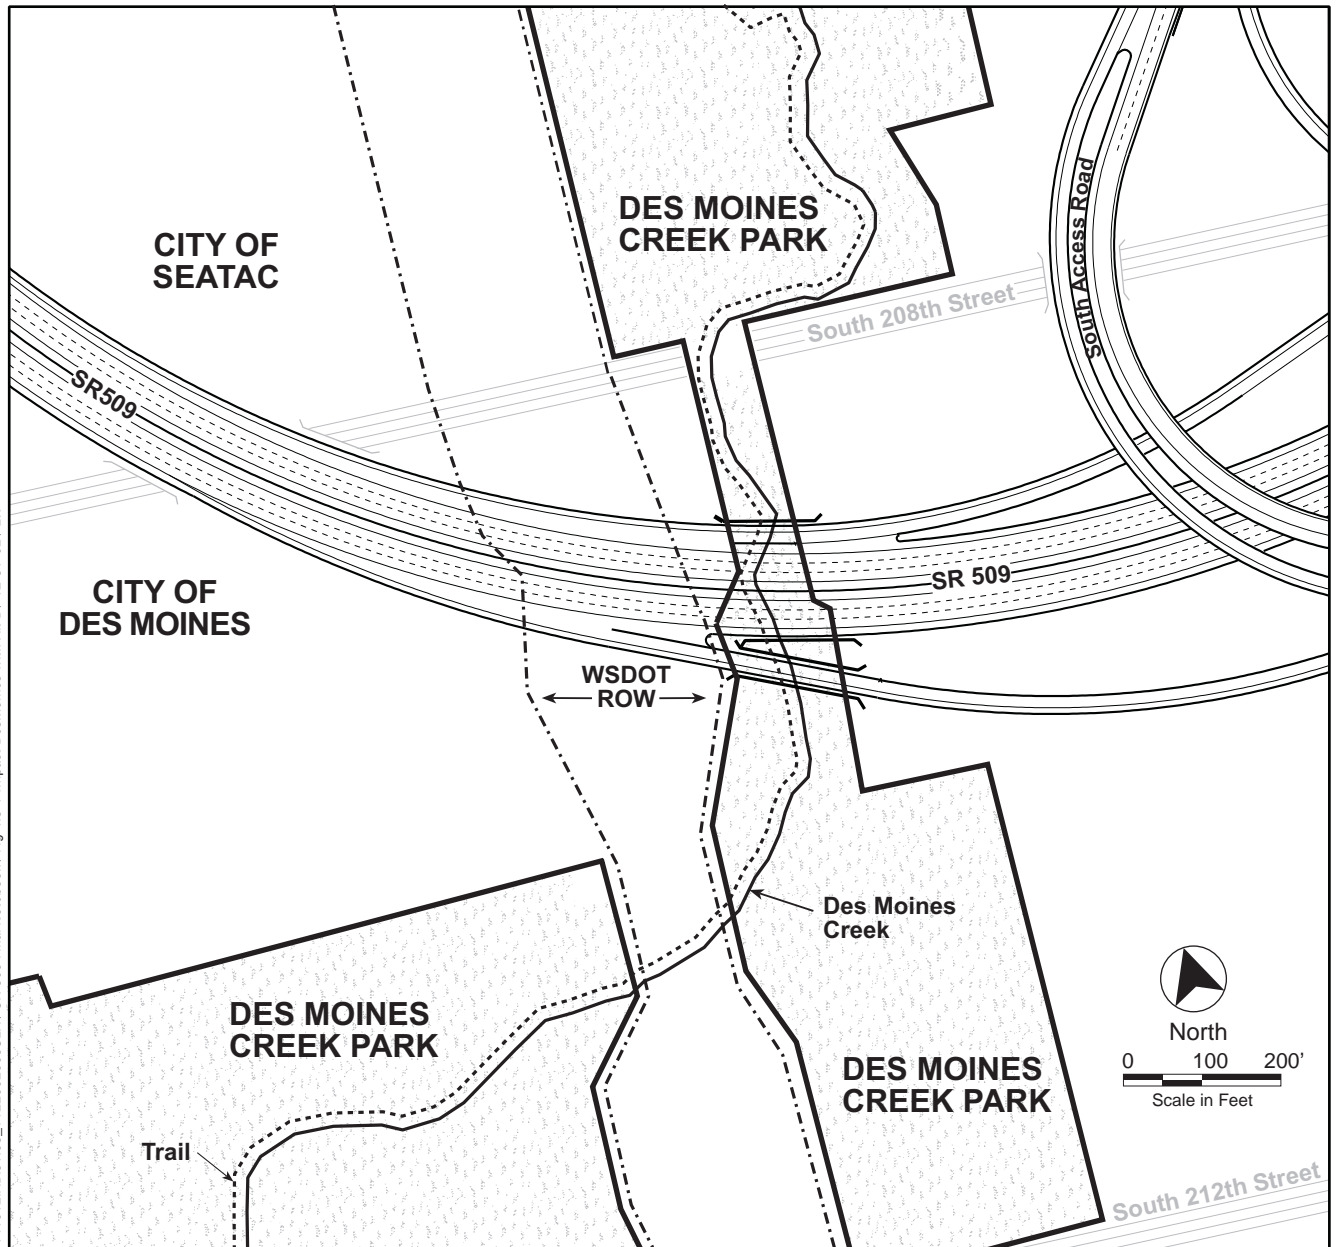 DES MOINES
CREEK PARK
CITY OF
SEATAC
South Access Road
South 208th Street
SR509
SR 509
CITY OF
DES MOINES
WSDOT
ROW
Des Moines
Creek
DES MOINES
CREEK PARK
North
0 100 200'
Scale in Feet
DES MOINES
CREEK PARK
Trail
South 212th Street